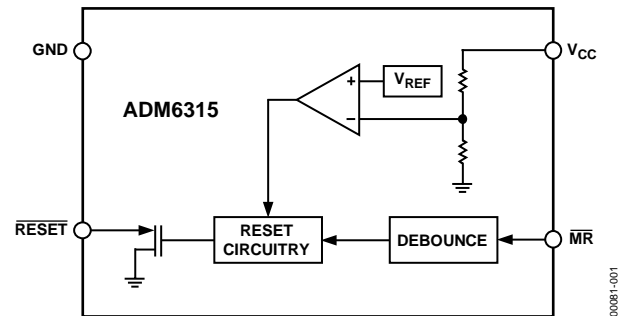 GND
VCC
+
VREF
ADM6315
–
RESET
RESET
CIRCUITRY
DEBOUNCE
MR
00081-001